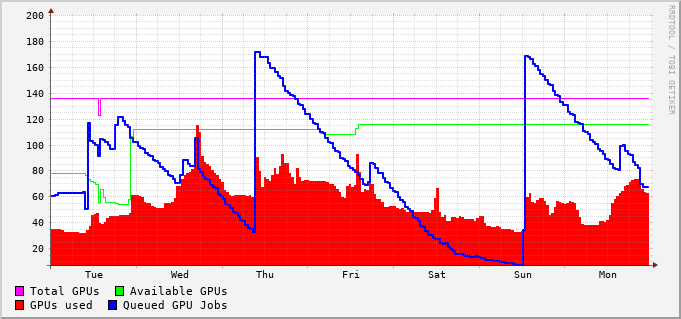 200
180
160
140
120
100
80
60
40
20
Tue Wed Thu Fri Sat Sun Mon
RRDTOOL / TOBI OETIKER
Total GPUs Available GPUs
GPUs used Queued GPU Jobs